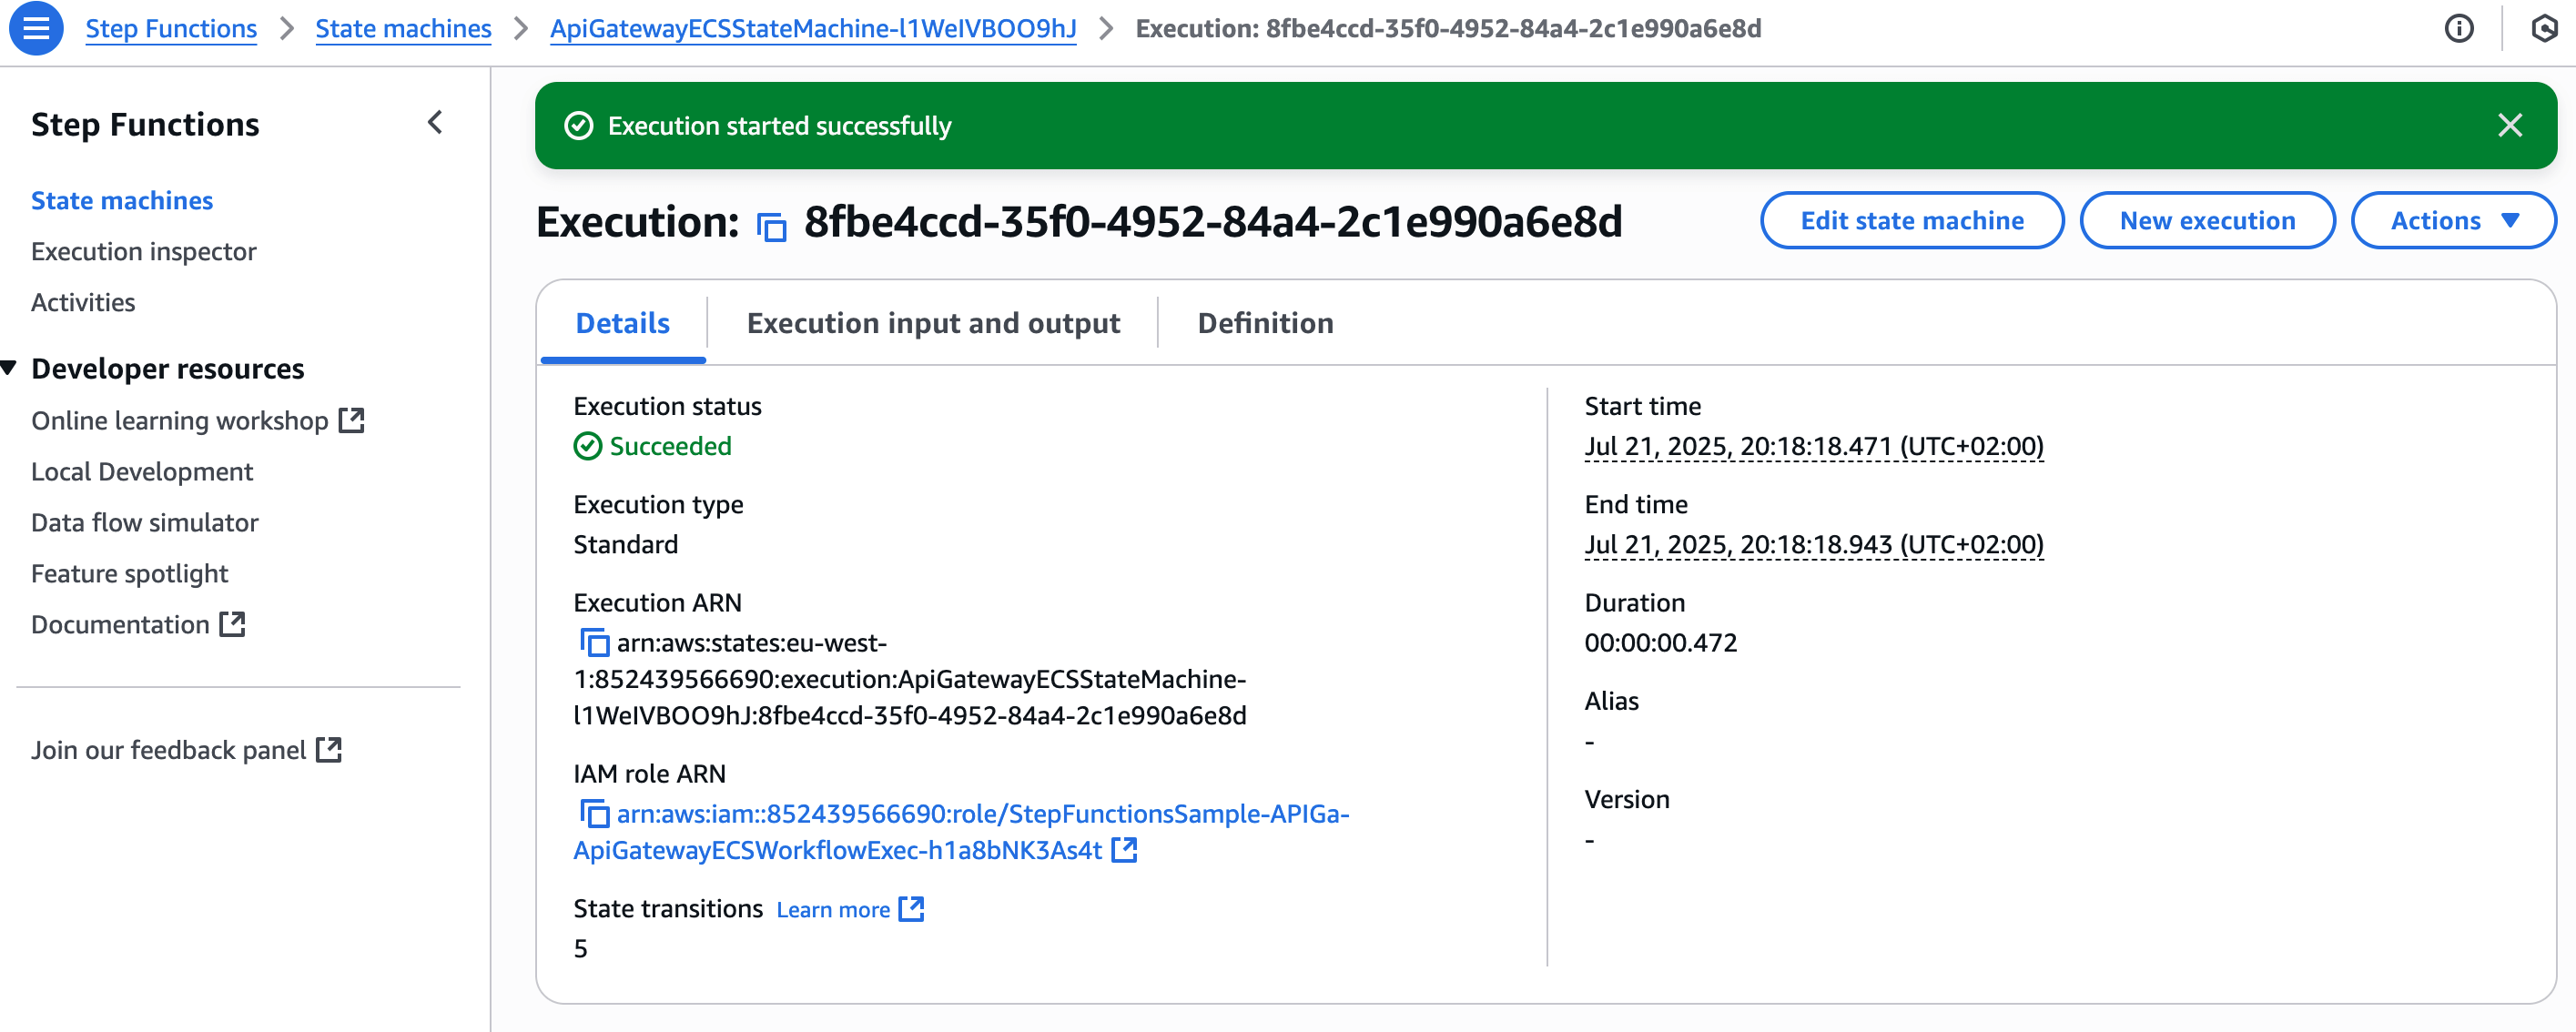 Step Functions > State machines > ApiGatewayECSStateMachine-l1WeIVBOO9hJ > Execution: 8fbe4ccd-35f0-4952-84a4-2c1e990a6e8d
Step Functions
State machines
Execution inspector
Activities
Developer resources
Online learning workshop
Local Development
Data flow simulator
Feature spotlight
Documentation
Join our feedback panel
Execution started successfully
Execution: 8fbe4ccd-35f0-4952-84a4-2c1e990a6e8d
Edit state machine
New execution
Actions
Details
Execution input and output
Definition
Execution status
Succeeded
Execution type
Standard
Execution ARN
arn:aws:states:eu-west-
1:852439566690:execution:ApiGatewayECSStateMachine-
l1WeIVBOO9hJ:8fbe4ccd-35f0-4952-84a4-2c1e990a6e8d
IAM role ARN
arn:aws:iam::852439566690:role/StepFunctionsSample-APIGa-
ApiGatewayECSWorkflowExec-h1a8bNK3As4t
State transitions Learn more
5
Start time
Jul 21, 2025, 20:18:18.471 (UTC+02:00)
End time
Jul 21, 2025, 20:18:18.943 (UTC+02:00)
Duration
00:00:00.472
Alias
-
Version
-